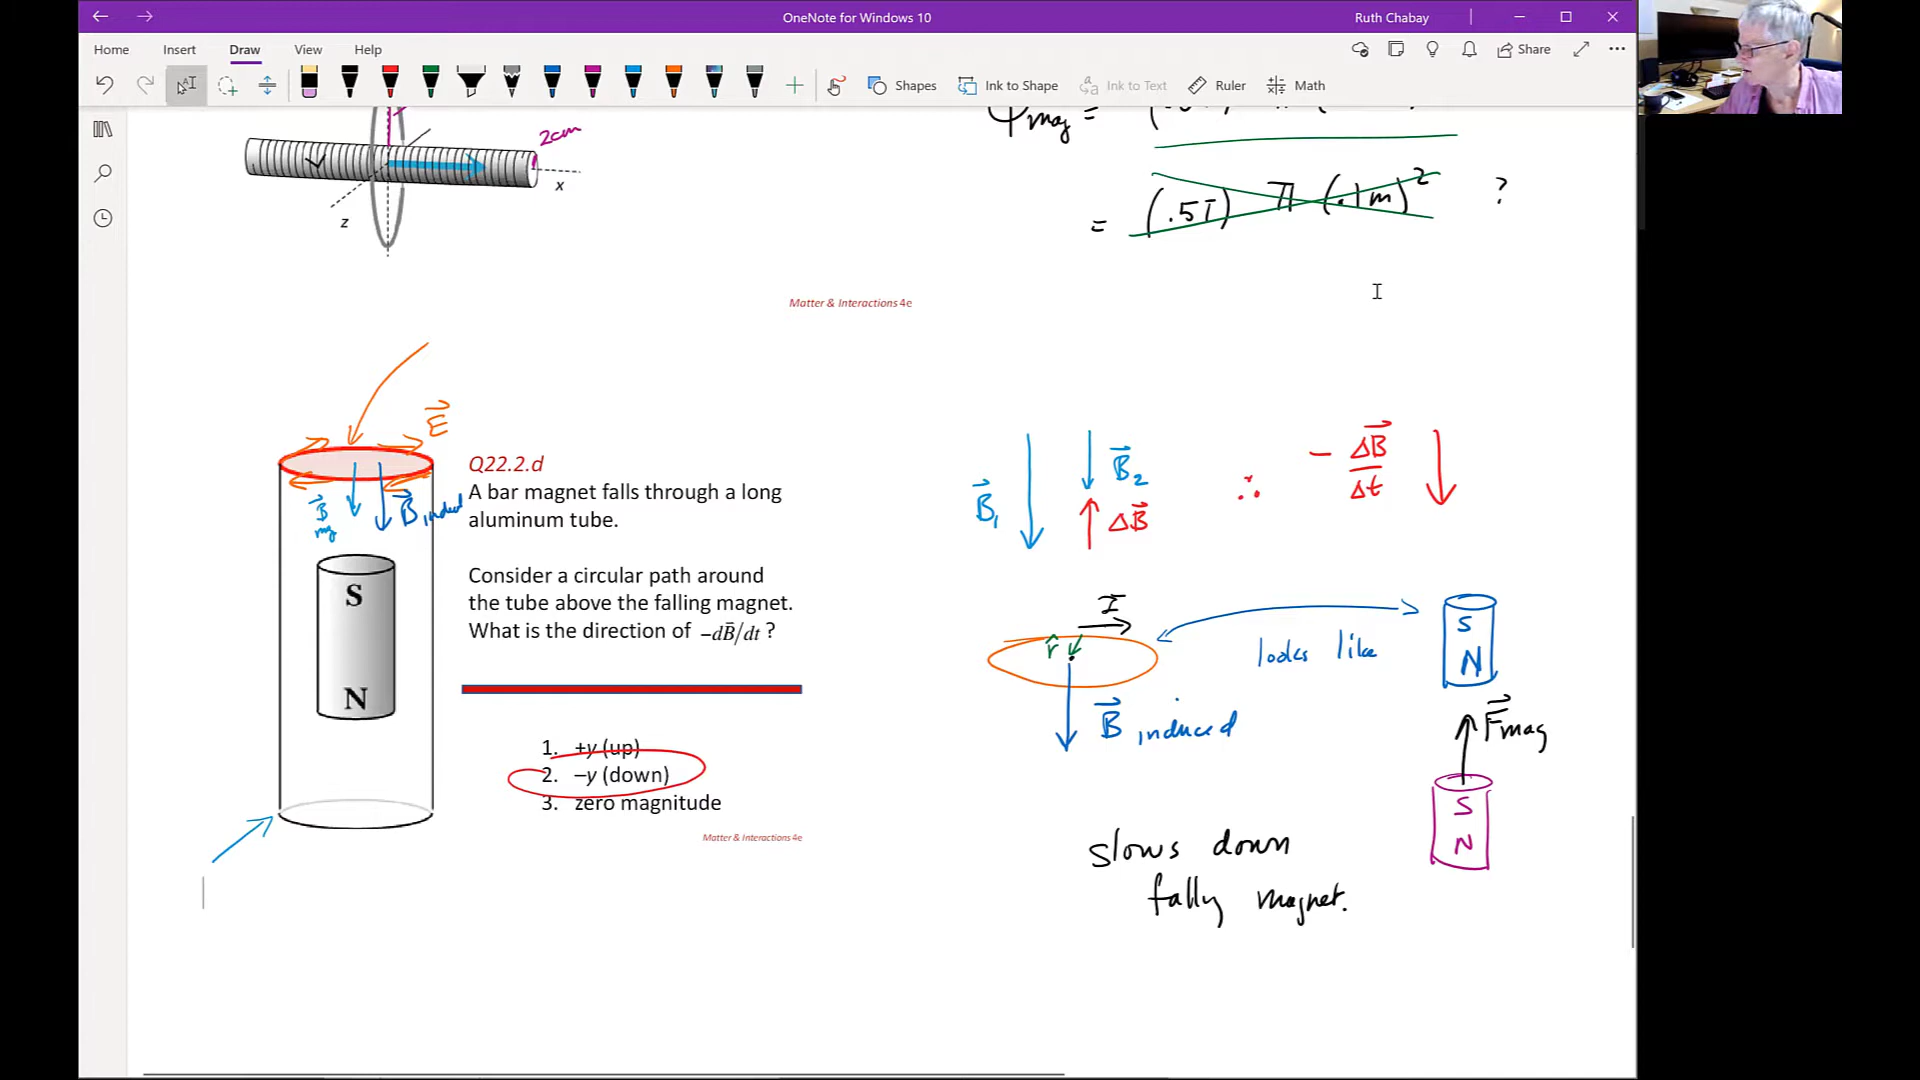 OneNote for Windows 10
Ruth Chabay
Home Insert Draw View Help
Share
Shapes Ink to Shape Ink to Text Ruler Math
2cm
x
z
Φmag =
= (.5T) π (.1m)² ?
Matter & Interactions 4e
E
B mg
B induced
S
N
Q22.2.d
A bar magnet falls through a long
aluminum tube.
Consider a circular path around
the tube above the falling magnet.
What is the direction of −dB/dt ?
1. +y (up)
2. −y (down)
3. zero magnitude
Matter & Interactions 4e
B₁
B₂
ΔB
∴ − ΔB/Δt
I
r̂
B induced
looks like
S
N
Fmag
S
N
slows down
fally magnet.